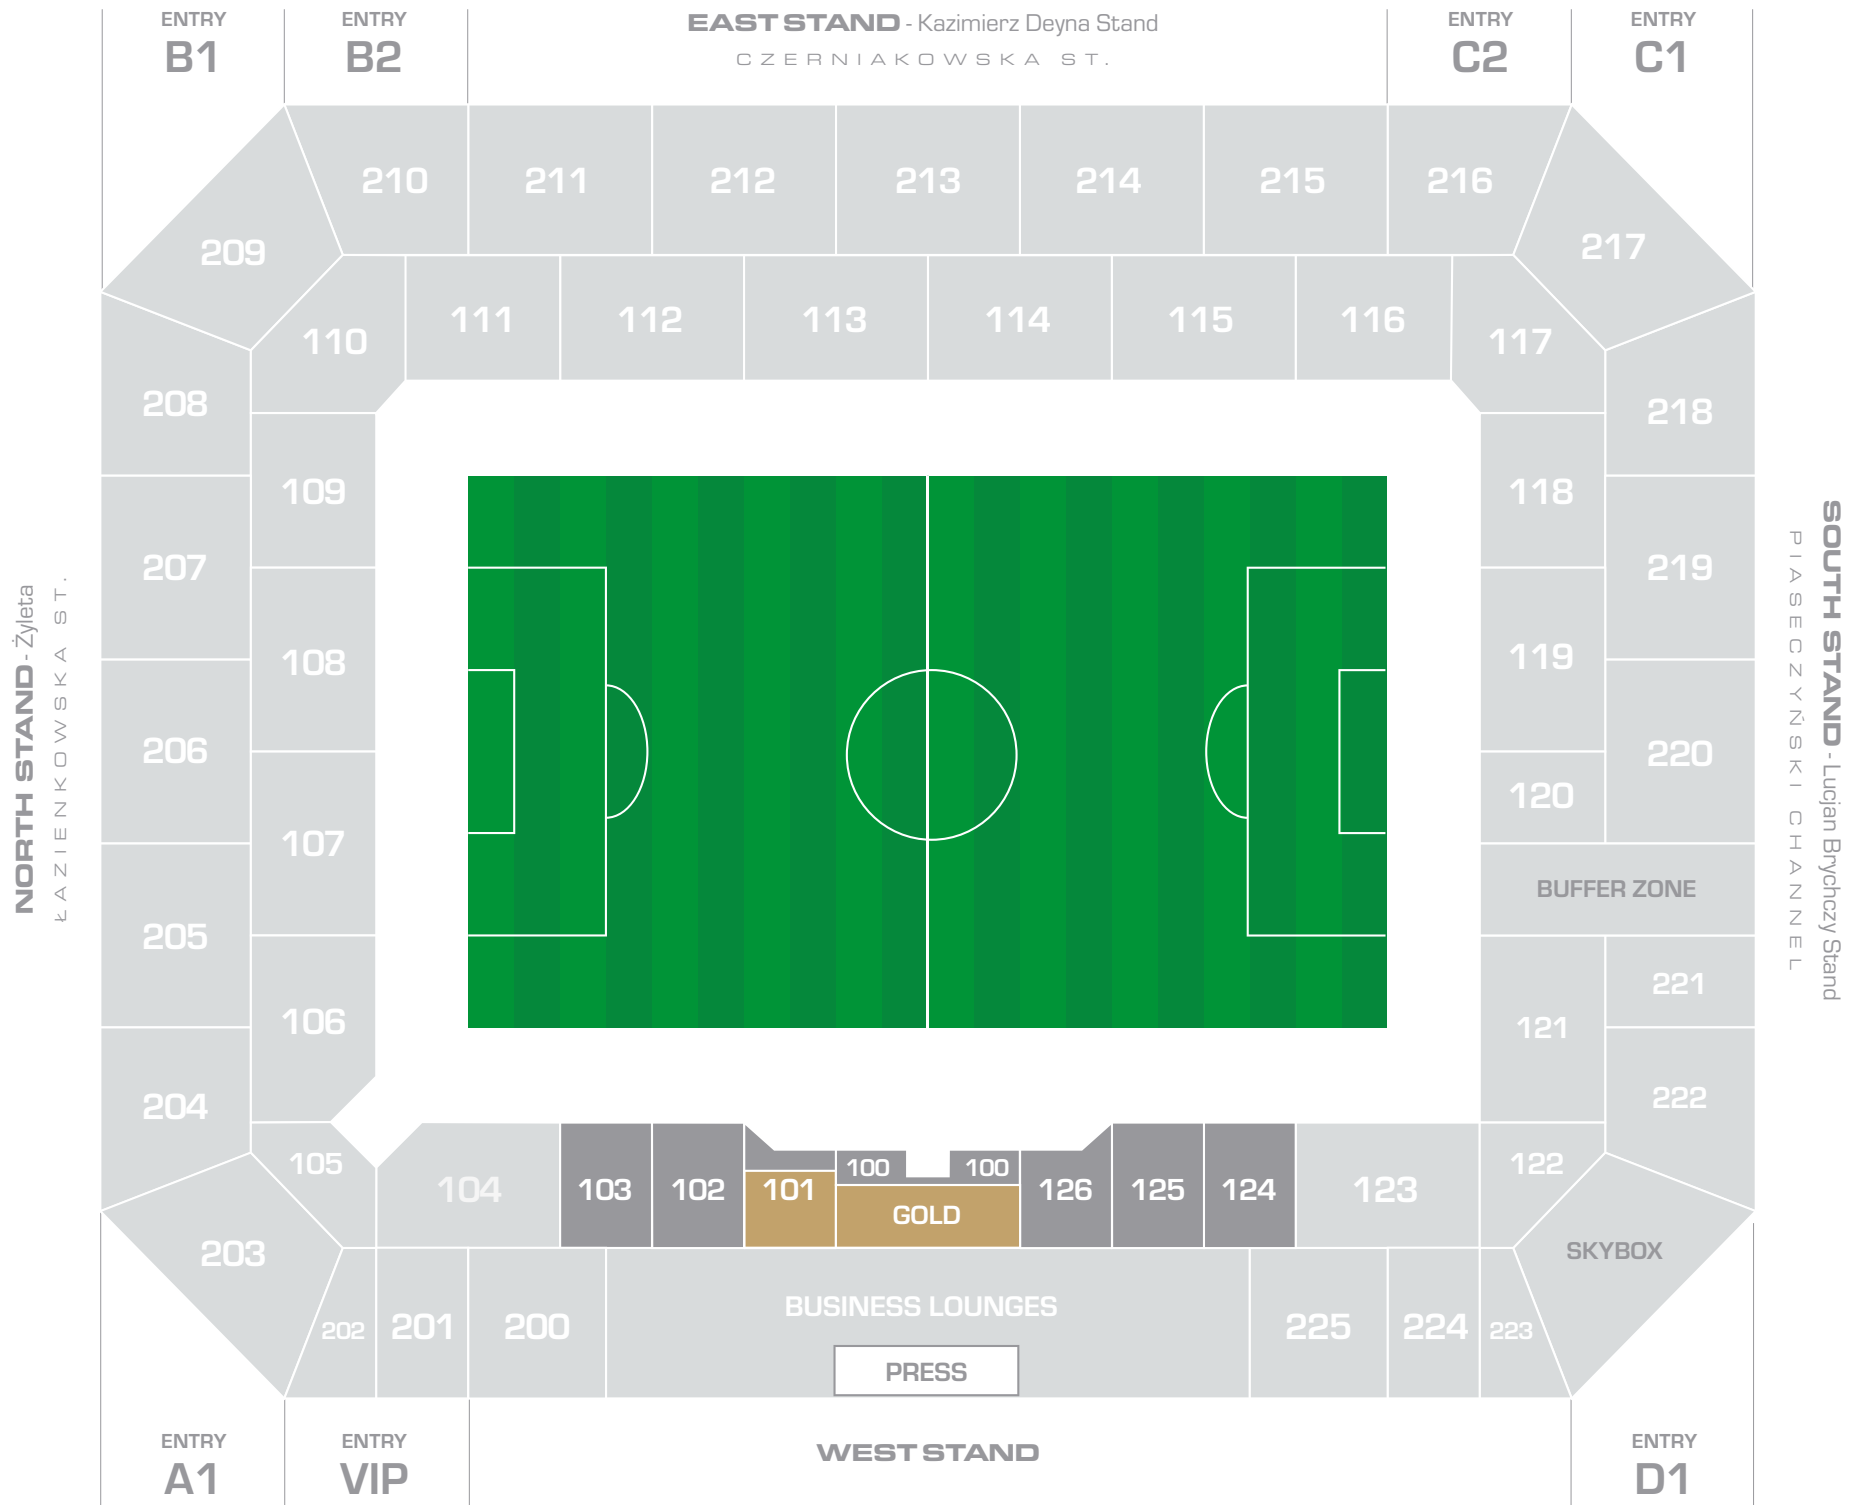 ENTRY
B1
ENTRY
B2
EAST STAND - Kazimierz Deyna Stand
CZERNIAKOWSKA ST.
ENTRY
C2
ENTRY
C1
209
210
211
212
213
214
215
216
217
110
111
112
113
114
115
116
117
208
109
118
218
207
108
119
219
206
107
120
220
205
106
BUFFER ZONE
121
221
204
105
222
122
NORTH STAND - Żyleta
ŁAZIENKOWSKA ST.
SOUTH STAND - Lucjan Brychczy Stand
PIASECZYŃSKI CHANNEL
104
103
102
101
100
100
GOLD
126
125
124
123
203
202
201
200
BUSINESS LOUNGES
PRESS
225
224
223
SKYBOX
ENTRY
A1
ENTRY
VIP
WEST STAND
ENTRY
D1